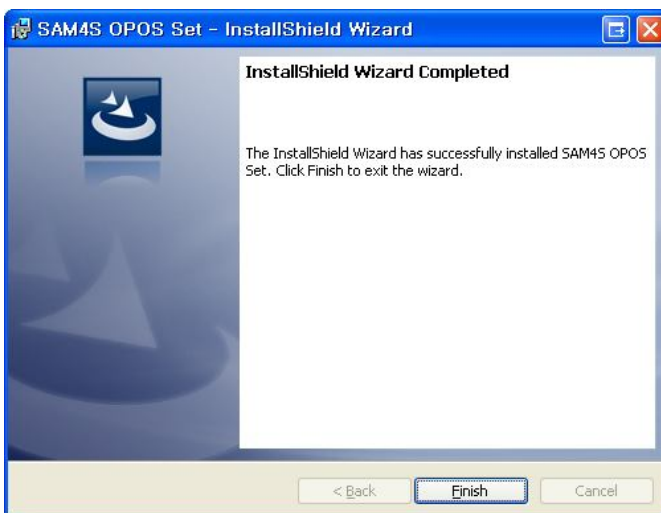 SAM4S OPOS Set - InstallShield Wizard
InstallShield Wizard Completed
The InstallShield Wizard has successfully installed SAM4S OPOS
Set. Click Finish to exit the wizard.
< Back
Finish
Cancel